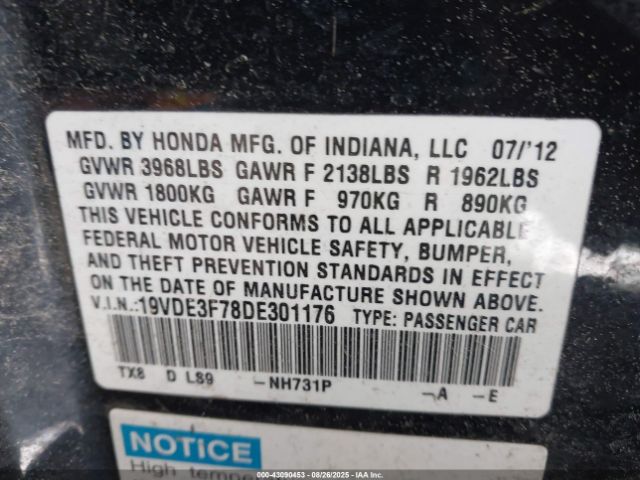 MFD. BY HONDA MFG. OF INDIANA, LLC 07/'12
GVWR 3968LBS GAWR F 2138LBS R 1962LBS
GVWR 1800KG GAWR F 970KG R 890KG
THIS VEHICLE CONFORMS TO ALL APPLICABLE
FEDERAL MOTOR VEHICLE SAFETY, BUMPER,
AND THEFT PREVENTION STANDARDS IN EFFECT
ON THE DATE OF MANUFACTURE SHOWN ABOVE.
V.I.N.:19VDE3F78DE301176 TYPE: PASSENGER CAR
TX8 D L89 -NH731P -A -E
NOTICE
High
000-43090453 - 08/26/2025 - IAAI.COM